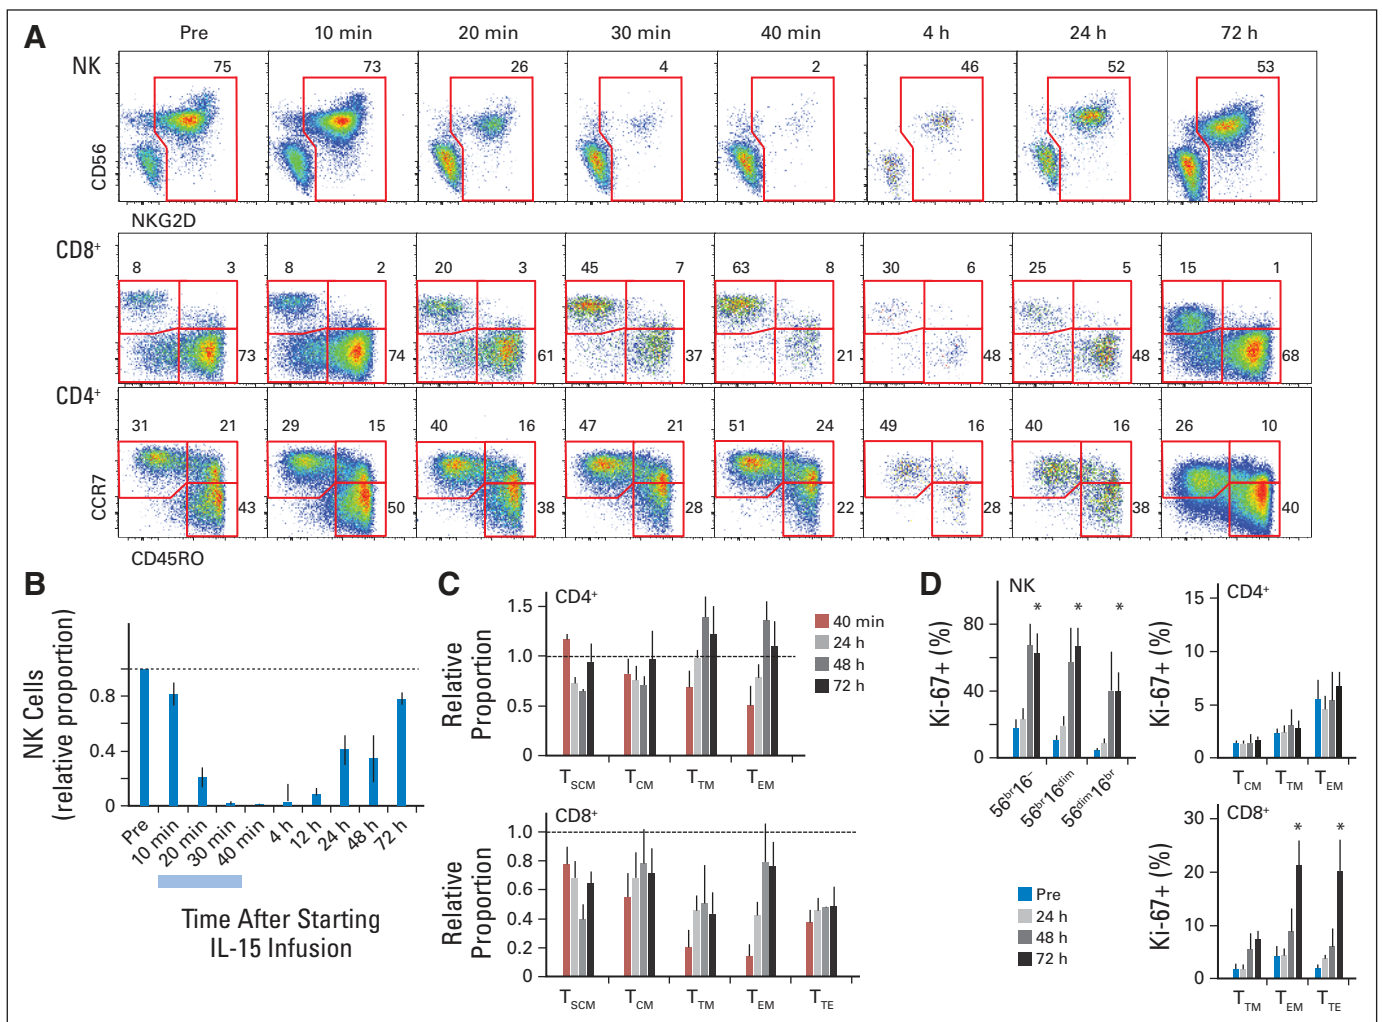 A
Pre 10 min 20 min 30 min 40 min 4 h 24 h 72 h
NK
75 73 26 4 2 46 52 53
CD56
NKG2D
CD8+
8 3 8 2 20 3 45 7 63 8 30 6 25 5 15 1
73 74 61 37 21 48 48 68
CD4+
31 21 29 15 40 16 47 21 51 24 49 16 40 16 26 10
43 50 38 28 22 28 38 40
CCR7
CD45RO
B
NK Cells
(relative proportion)
0.8
0.4
0
Pre 10 min 20 min 30 min 40 min 4 h 12 h 24 h 48 h 72 h
Time After Starting
IL-15 Infusion
C
CD4+
Relative
Proportion
1.5
1.0
0.5
0
TSCM TCM TTM TEM
40 min
24 h
48 h
72 h
CD8+
Relative
Proportion
1.0
0.8
0.6
0.4
0.2
0
TSCM TCM TTM TEM TTE
D
NK
Ki-67+ (%)
80
40
0
* * *
56br16– 56br16dim 56dim16br
CD4+
Ki-67+ (%)
15
10
5
0
TCM TTM TEM
Pre
24 h
48 h
72 h
CD8+
Ki-67+ (%)
30
20
10
0
* *
TTM TEM TTE